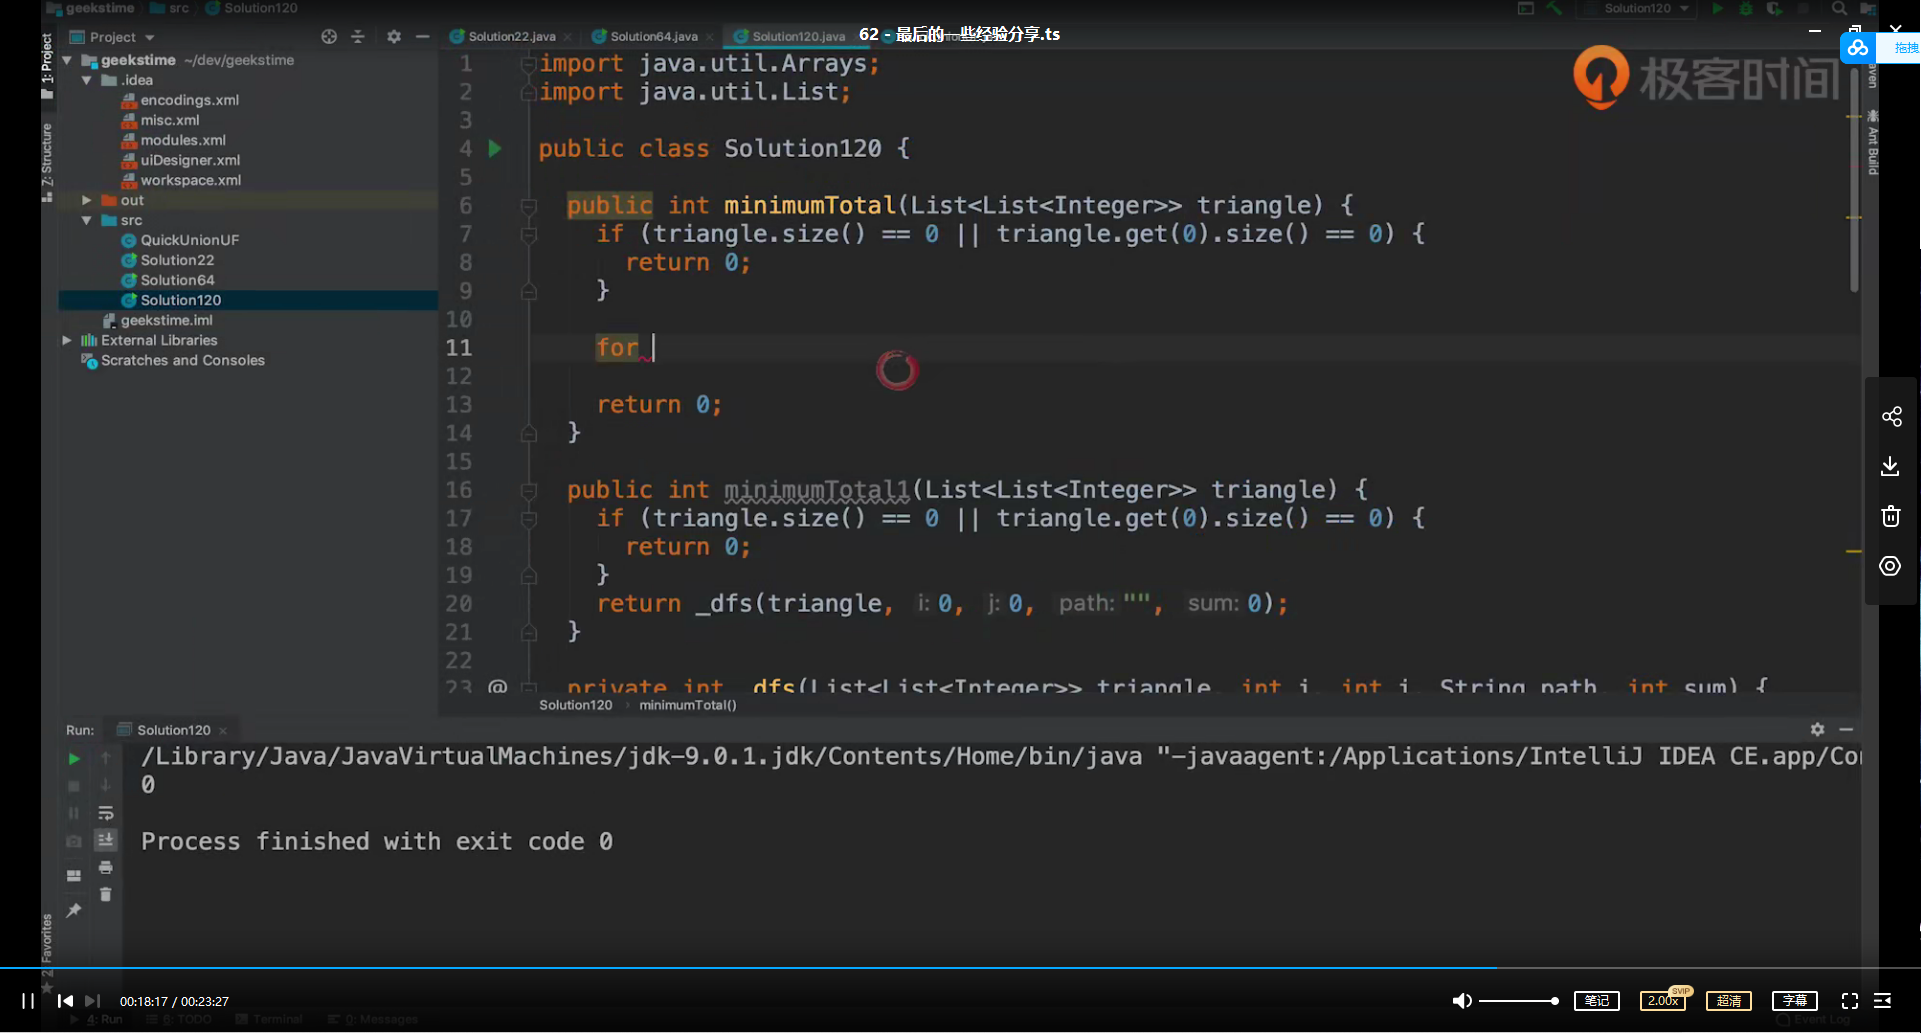 geekstime src Solution120
Solution120
Project
Solution22.java
Solution64.java
Solution120.java
62 - 最后的一些经验分享.ts
拖拽
极客时间
1: Project
Z: Structure
2: Favorites
Ant Build
geekstime ~/dev/geekstime
.idea
encodings.xml
misc.xml
modules.xml
uiDesigner.xml
workspace.xml
out
src
QuickUnionUF
Solution22
Solution64
Solution120
geekstime.iml
External Libraries
Scratches and Consoles
1 import java.util.Arrays;
2 import java.util.List;
3
4 public class Solution120 {
5
6 public int minimumTotal(List<List<Integer>> triangle) {
7 if (triangle.size() == 0 || triangle.get(0).size() == 0) {
8 return 0;
9 }
10
11 for
12
13 return 0;
14 }
15
16 public int minimumTotal1(List<List<Integer>> triangle) {
17 if (triangle.size() == 0 || triangle.get(0).size() == 0) {
18 return 0;
19 }
20 return _dfs(triangle, i: 0, j: 0, path: "", sum: 0);
21 }
22
23 @ private int _dfs(List<List<Integer>> triangle, int i, int j, String path, int sum) {
Solution120 › minimumTotal()
Run: Solution120
/Library/Java/JavaVirtualMachines/jdk-9.0.1.jdk/Contents/Home/bin/java "-javaagent:/Applications/IntelliJ IDEA CE.app/Con
0
Process finished with exit code 0
00:18:17 / 00:23:27
笔记
2.00x
SVIP
超清
字幕
4: Run
6: TODO
Terminal
0: Messages
Event Log